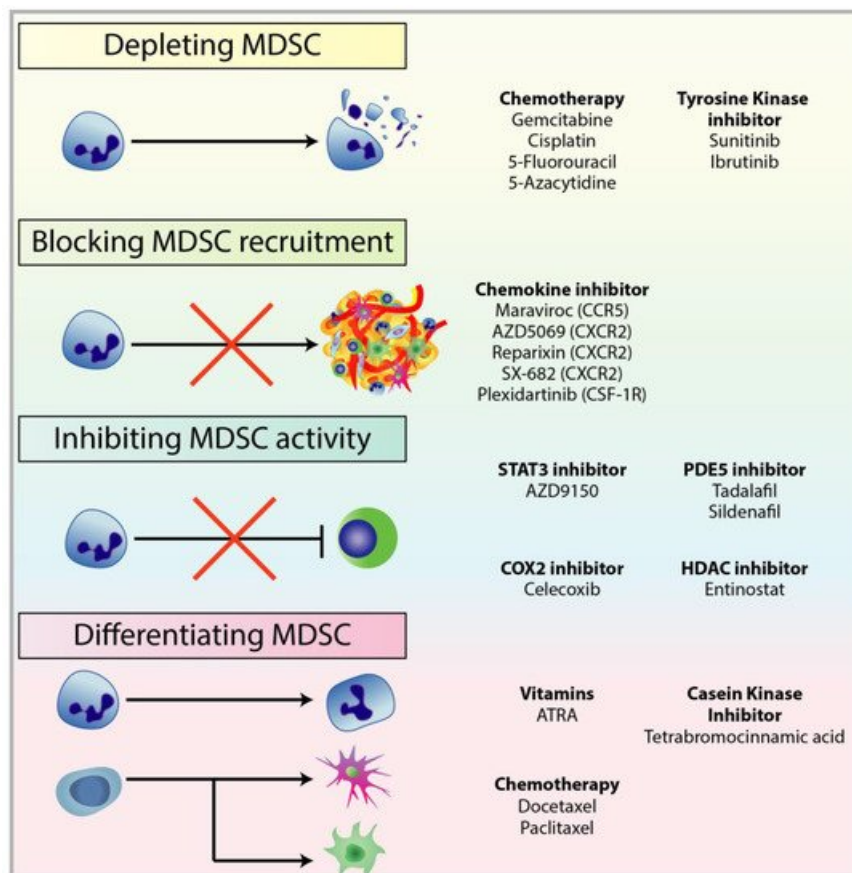 Depleting MDSC
Chemotherapy
Gemcitabine
Cisplatin
5-Fluorouracil
5-Azacytidine
Tyrosine Kinase
inhibitor
Sunitinib
Ibrutinib
Blocking MDSC recruitment
Chemokine inhibitor
Maraviroc (CCR5)
AZD5069 (CXCR2)
Reparixin (CXCR2)
SX-682 (CXCR2)
Plexidartinib (CSF-1R)
Inhibiting MDSC activity
STAT3 inhibitor
AZD9150
PDE5 inhibitor
Tadalafil
Sildenafil
COX2 inhibitor
Celecoxib
HDAC inhibitor
Entinostat
Differentiating MDSC
Vitamins
ATRA
Casein Kinase
Inhibitor
Tetrabromocinnamic acid
Chemotherapy
Docetaxel
Paclitaxel